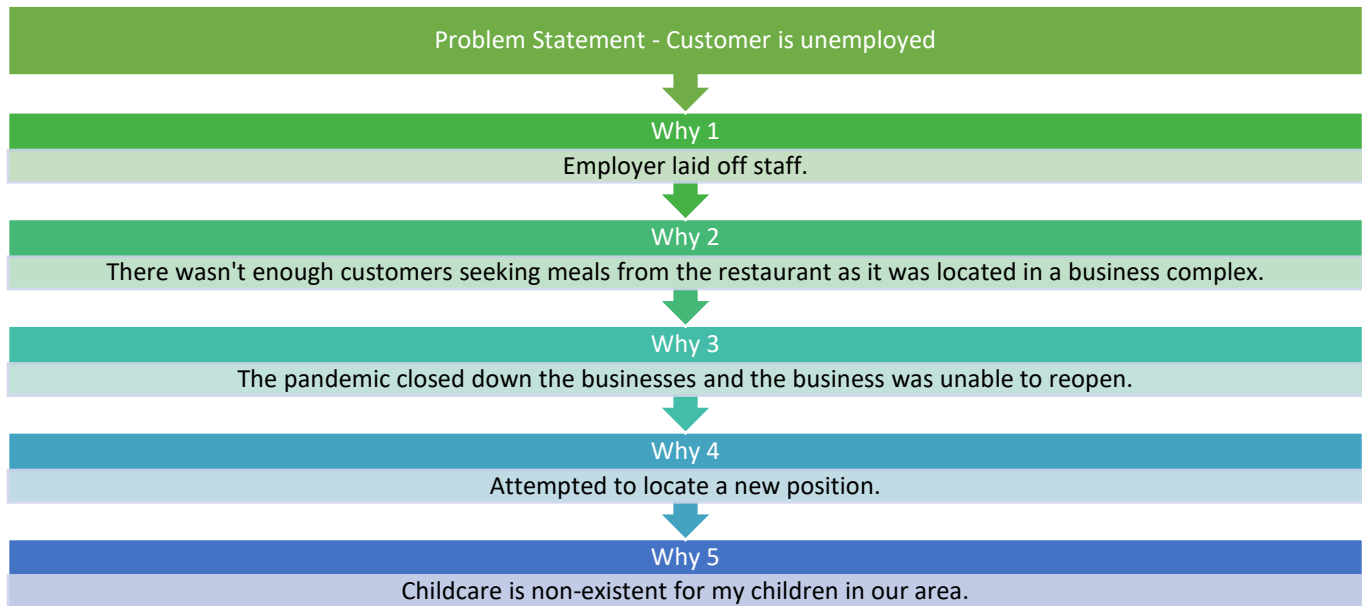 Problem Statement - Customer is unemployed
Why 1
Employer laid off staff.
Why 2
There wasn't enough customers seeking meals from the restaurant as it was located in a business complex.
Why 3
The pandemic closed down the businesses and the business was unable to reopen.
Why 4
Attempted to locate a new position.
Why 5
Childcare is non-existent for my children in our area.